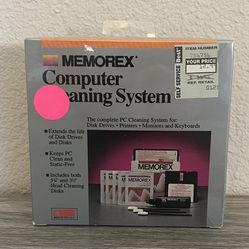 MEMOREX
Computer
Cleaning System
The complete PC Cleaning System for:
Disk Drives • Printers • Monitors and Keyboards
• Extends the life
of Disk Drives
and Disks
• Keeps PC
Clean and
Static-Free
• Includes both
5¼" and 3½"
Head Cleaning
Disks
MEMOREX
SELF SERVICE Best
ITEM NUMBER
YOUR PRICE
REF. RETAIL